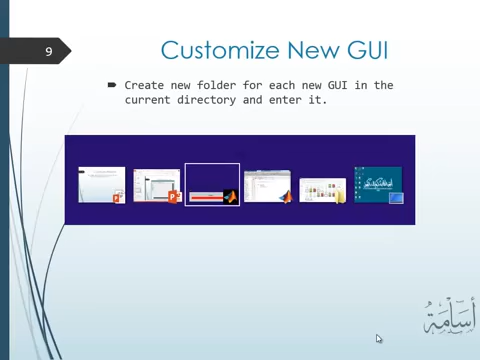 9
Customize New GUI
Create new folder for each new GUI in the
current directory and enter it.
أسامة